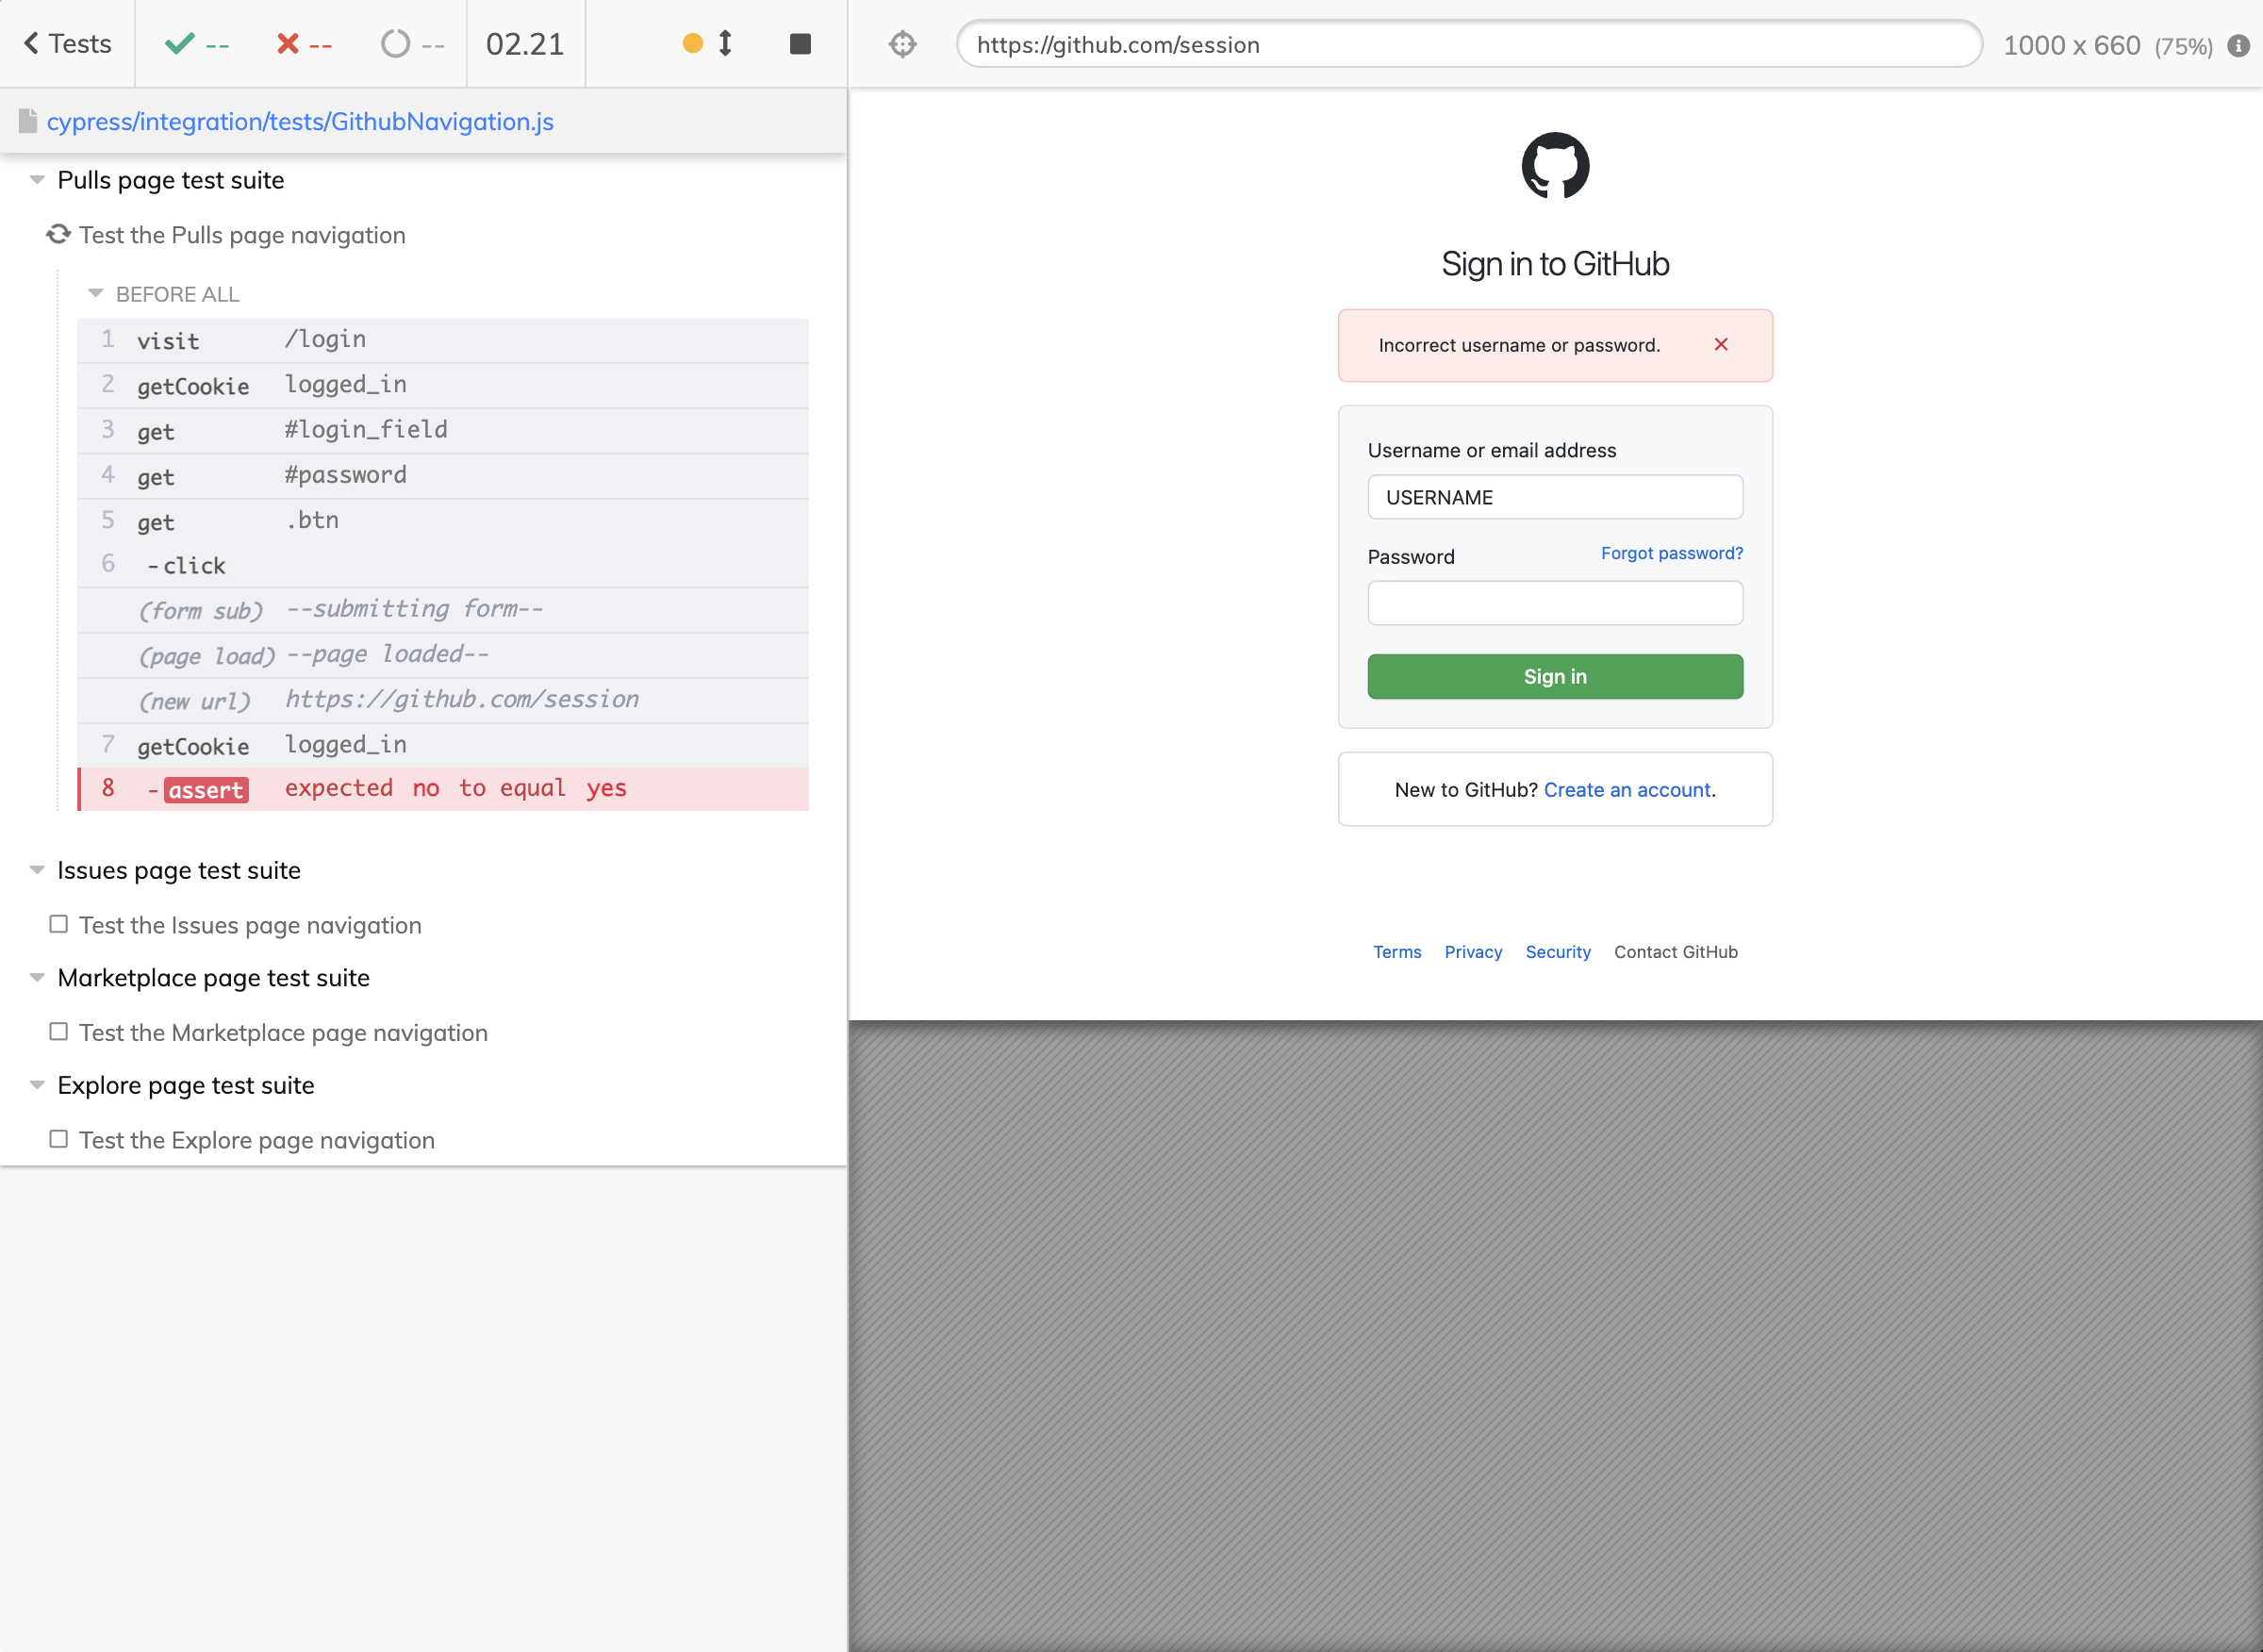 Tests -- -- -- 02.21
cypress/integration/tests/GithubNavigation.js
Pulls page test suite
Test the Pulls page navigation
BEFORE ALL
1 visit /login
2 getCookie logged_in
3 get #login_field
4 get #password
5 get .btn
6 -click
(form sub) --submitting form--
(page load) --page loaded--
(new url) https://github.com/session
7 getCookie logged_in
8 -assert expected no to equal yes
Issues page test suite
Test the Issues page navigation
Marketplace page test suite
Test the Marketplace page navigation
Explore page test suite
Test the Explore page navigation
https://github.com/session 1000 x 660 (75%)
Sign in to GitHub
Incorrect username or password.
Username or email address
USERNAME
Password Forgot password?
Sign in
New to GitHub? Create an account.
Terms Privacy Security Contact GitHub